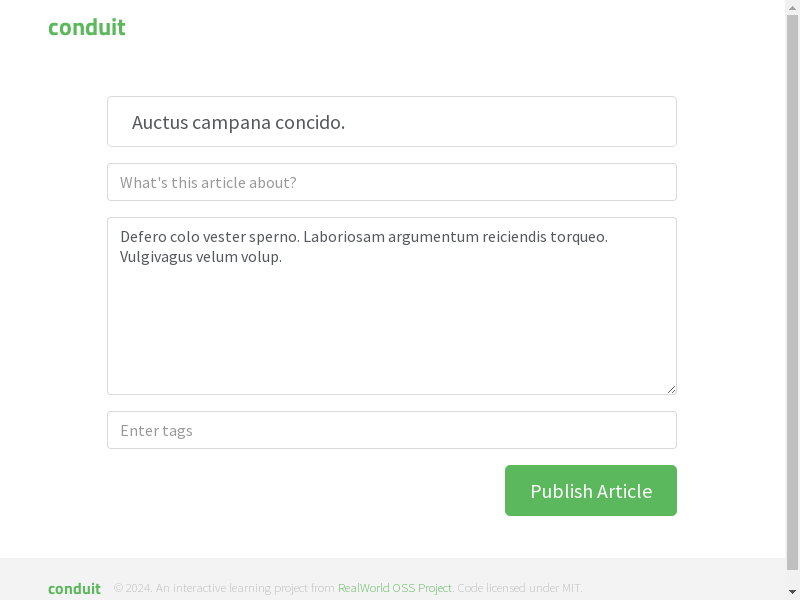 conduit
Auctus campana concido.
What's this article about?
Defero colo vester sperno. Laboriosam argumentum reiciendis torqueo.
Vulgivagus velum volup.
Enter tags
Publish Article
conduit © 2024. An interactive learning project from RealWorld OSS Project. Code licensed under MIT.